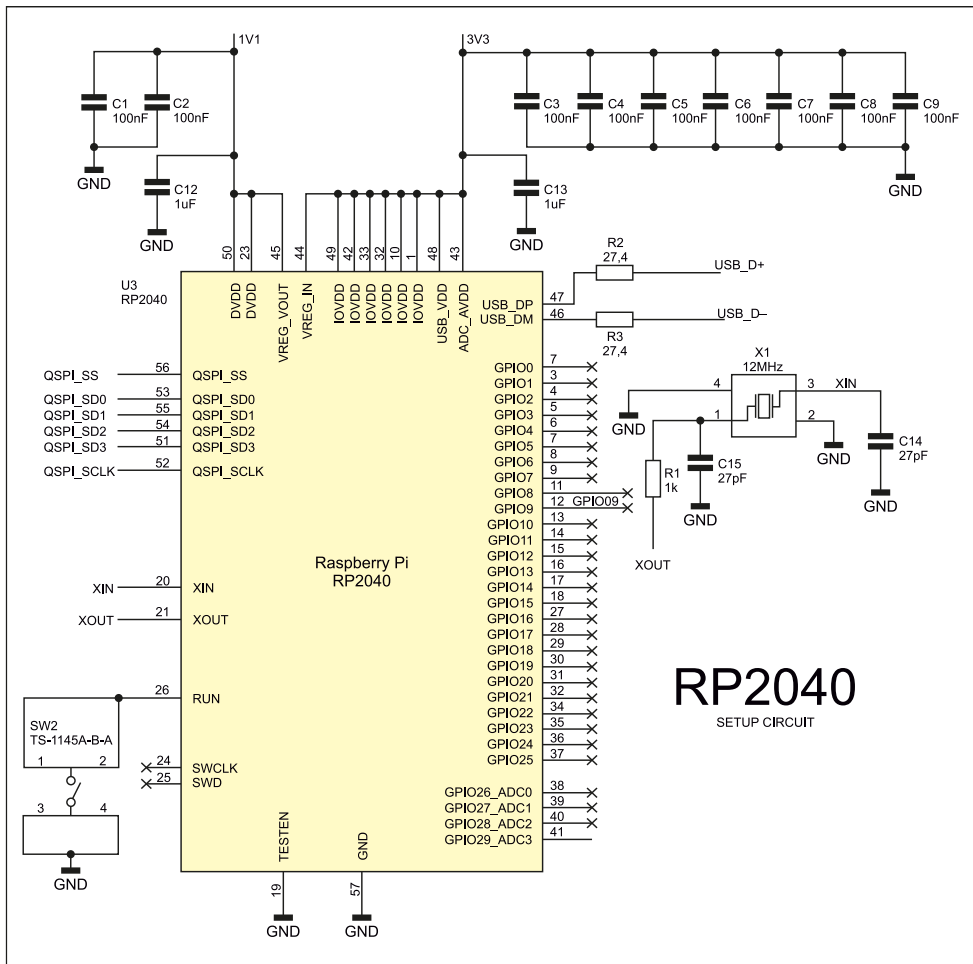 1V1
3V3
C1
100nF
C2
100nF
C3
100nF
C4
100nF
C5
100nF
C6
100nF
C7
100nF
C8
100nF
C9
100nF
GND
C12
1uF
GND
C13
1uF
GND
GND
50
23
45
44
49
42
33
32
10
1
48
43
U3
RP2040
DVDD
DVDD
VREG_VOUT
VREG_IN
IOVDD
IOVDD
IOVDD
IOVDD
IOVDD
IOVDD
USB_VDD
ADC_AVDD
R2
27,4
USB_D+
47
USB_DP
46
USB_DM
USB_D–
R3
27,4
56
QSPI_SS
QSPI_SS
53
QSPI_SD0
QSPI_SD0
55
QSPI_SD1
QSPI_SD1
54
QSPI_SD2
QSPI_SD2
51
QSPI_SD3
QSPI_SD3
52
QSPI_SCLK
QSPI_SCLK
GPIO0 7
GPIO1 3
GPIO2 4
GPIO3 5
GPIO4 6
GPIO5 7
GPIO6 8
GPIO7 9
GPIO8 11
GPIO9 12 GPIO09
GPIO10 13
GPIO11 14
GPIO12 15
GPIO13 16
GPIO14 17
GPIO15 18
GPIO16 27
GPIO17 28
GPIO18 29
GPIO19 30
GPIO20 31
GPIO21 32
GPIO22 34
GPIO23 35
GPIO24 36
GPIO25 37
GPIO26_ADC0 38
GPIO27_ADC1 39
GPIO28_ADC2 40
GPIO29_ADC3 41
X1
12MHz
4
3
XIN
1
2
GND
GND
C14
27pF
GND
C15
27pF
GND
R1
1k
XOUT
Raspberry Pi
RP2040
XIN 20 XIN
XOUT 21 XOUT
26 RUN
SW2
TS-1145A-B-A
1 2
3 4
GND
24 SWCLK
25 SWD
TESTEN
GND
19
57
GND
GND
RP2040
SETUP CIRCUIT